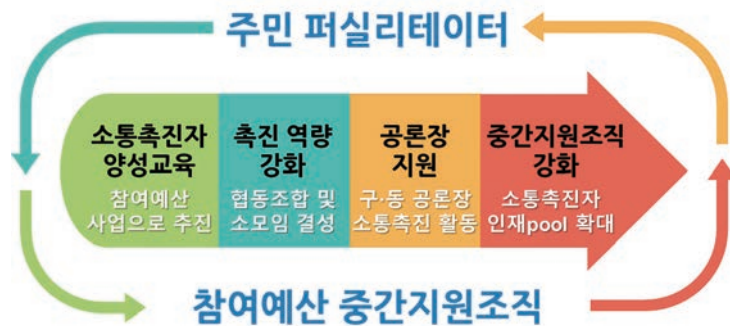 주민 퍼실리테이터
소통촉진자
양성교육
참여예산
사업으로 추진
촉진 역량
강화
협동조합 및
소모임 결성
공론장
지원
구·동 공론장
소통촉진 활동
중간지원조직
강화
소통촉진자
인재pool 확대
참여예산 중간지원조직